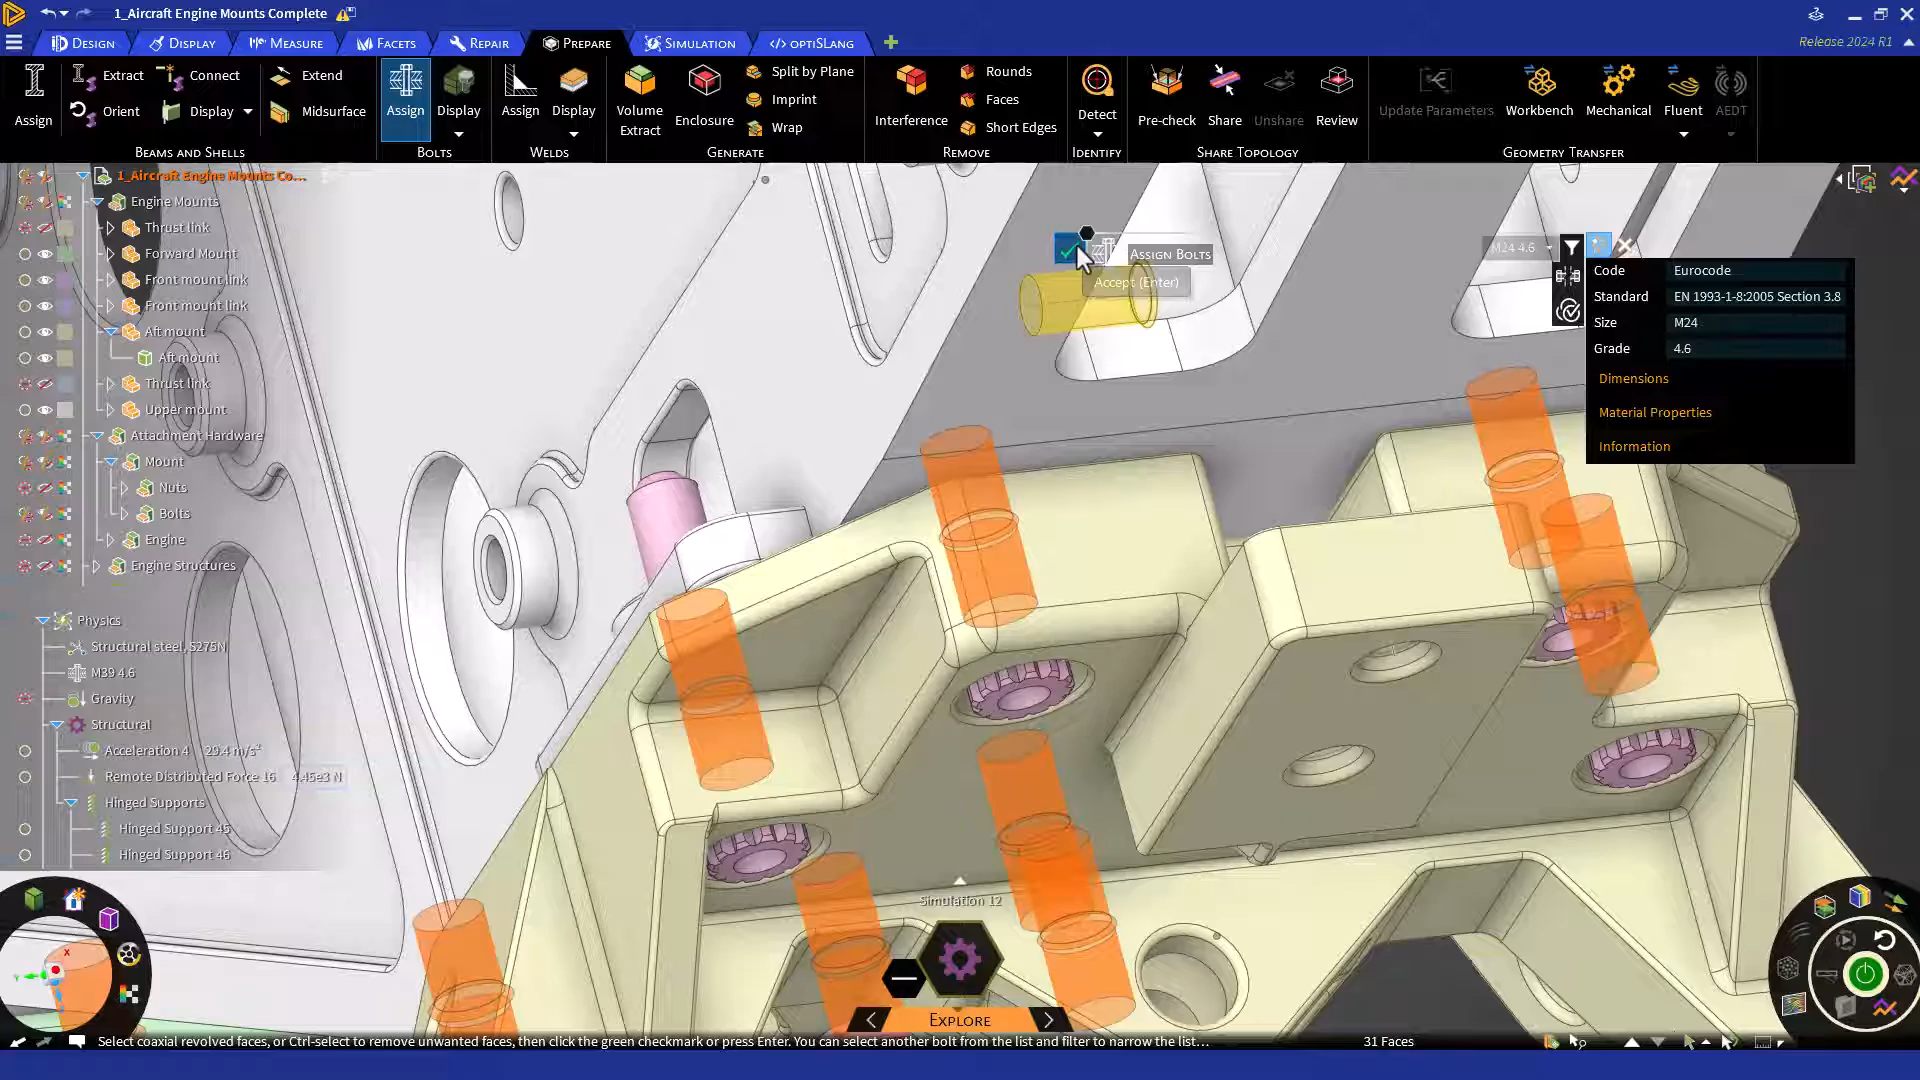 1_Aircraft Engine Mounts Complete
Design
Display
Measure
Facets
Repair
Prepare
Simulation
optiSLang
Release 2024 R1
Assign
Extract
Orient
Connect
Display
Extend
Midsurface
Beams and Shells
Assign
Display
Bolts
Assign
Display
Welds
Volume
Extract
Enclosure
Split by Plane
Imprint
Wrap
Generate
Interference
Rounds
Faces
Short Edges
Remove
Detect
Identify
Pre-check
Share
Unshare
Review
Share Topology
Update Parameters
Workbench
Mechanical
Fluent
AEDT
Geometry Transfer
1_Aircraft Engine Mounts Co...
Engine Mounts
Thrust link
Forward Mount
Front mount link
Front mount link
Aft mount
Aft mount
Thrust link
Upper mount
Attachment Hardware
Mount
Nuts
Bolts
Engine
Engine Structures
Physics
Structural steel, S275N
M39 4.6
Gravity
Structural
Acceleration 4 29.4 m/s²
Remote Distributed Force 16 4.45e3 N
Hinged Supports
Hinged Support 45
Hinged Support 46
Assign Bolts
Accept (Enter)
M24 4.6
Code Eurocode
Standard EN 1993-1-8:2005 Section 3.8
Size M24
Grade 4.6
Dimensions
Material Properties
Information
Simulation 12
Explore
Select coaxial revolved faces, or Ctrl-select to remove unwanted faces, then click the green checkmark or press Enter. You can select another bolt from the list and filter to narrow the list...
31 Faces